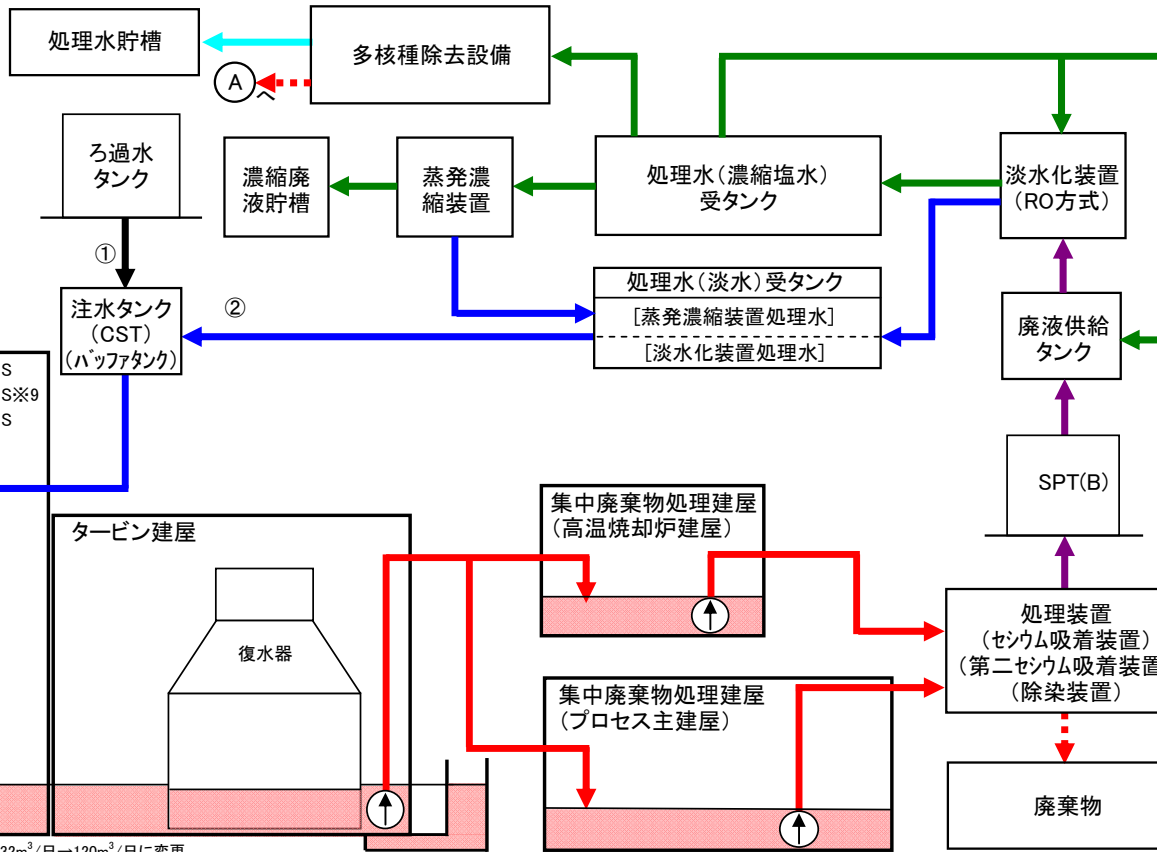 処理水貯槽
多核種除去設備
A
へ
ろ過水
タンク
濃縮廃
液貯槽
蒸発濃
縮装置
処理水(濃縮塩水)
受タンク
淡水化装置
(RO方式)
①
注水タンク
(CST)
(バッファタンク)
②
処理水(淡水)受タンク
[蒸発濃縮装置処理水]
[淡水化装置処理水]
廃液供給
タンク
S
S※9
S
SPT(B)
タービン建屋
復水器
集中廃棄物処理建屋
(高温焼却炉建屋)
集中廃棄物処理建屋
(プロセス主建屋)
処理装置
(セシウム吸着装置)
(第二セシウム吸着装置
(除染装置)
廃棄物
32m³/日→120m³/日に変更